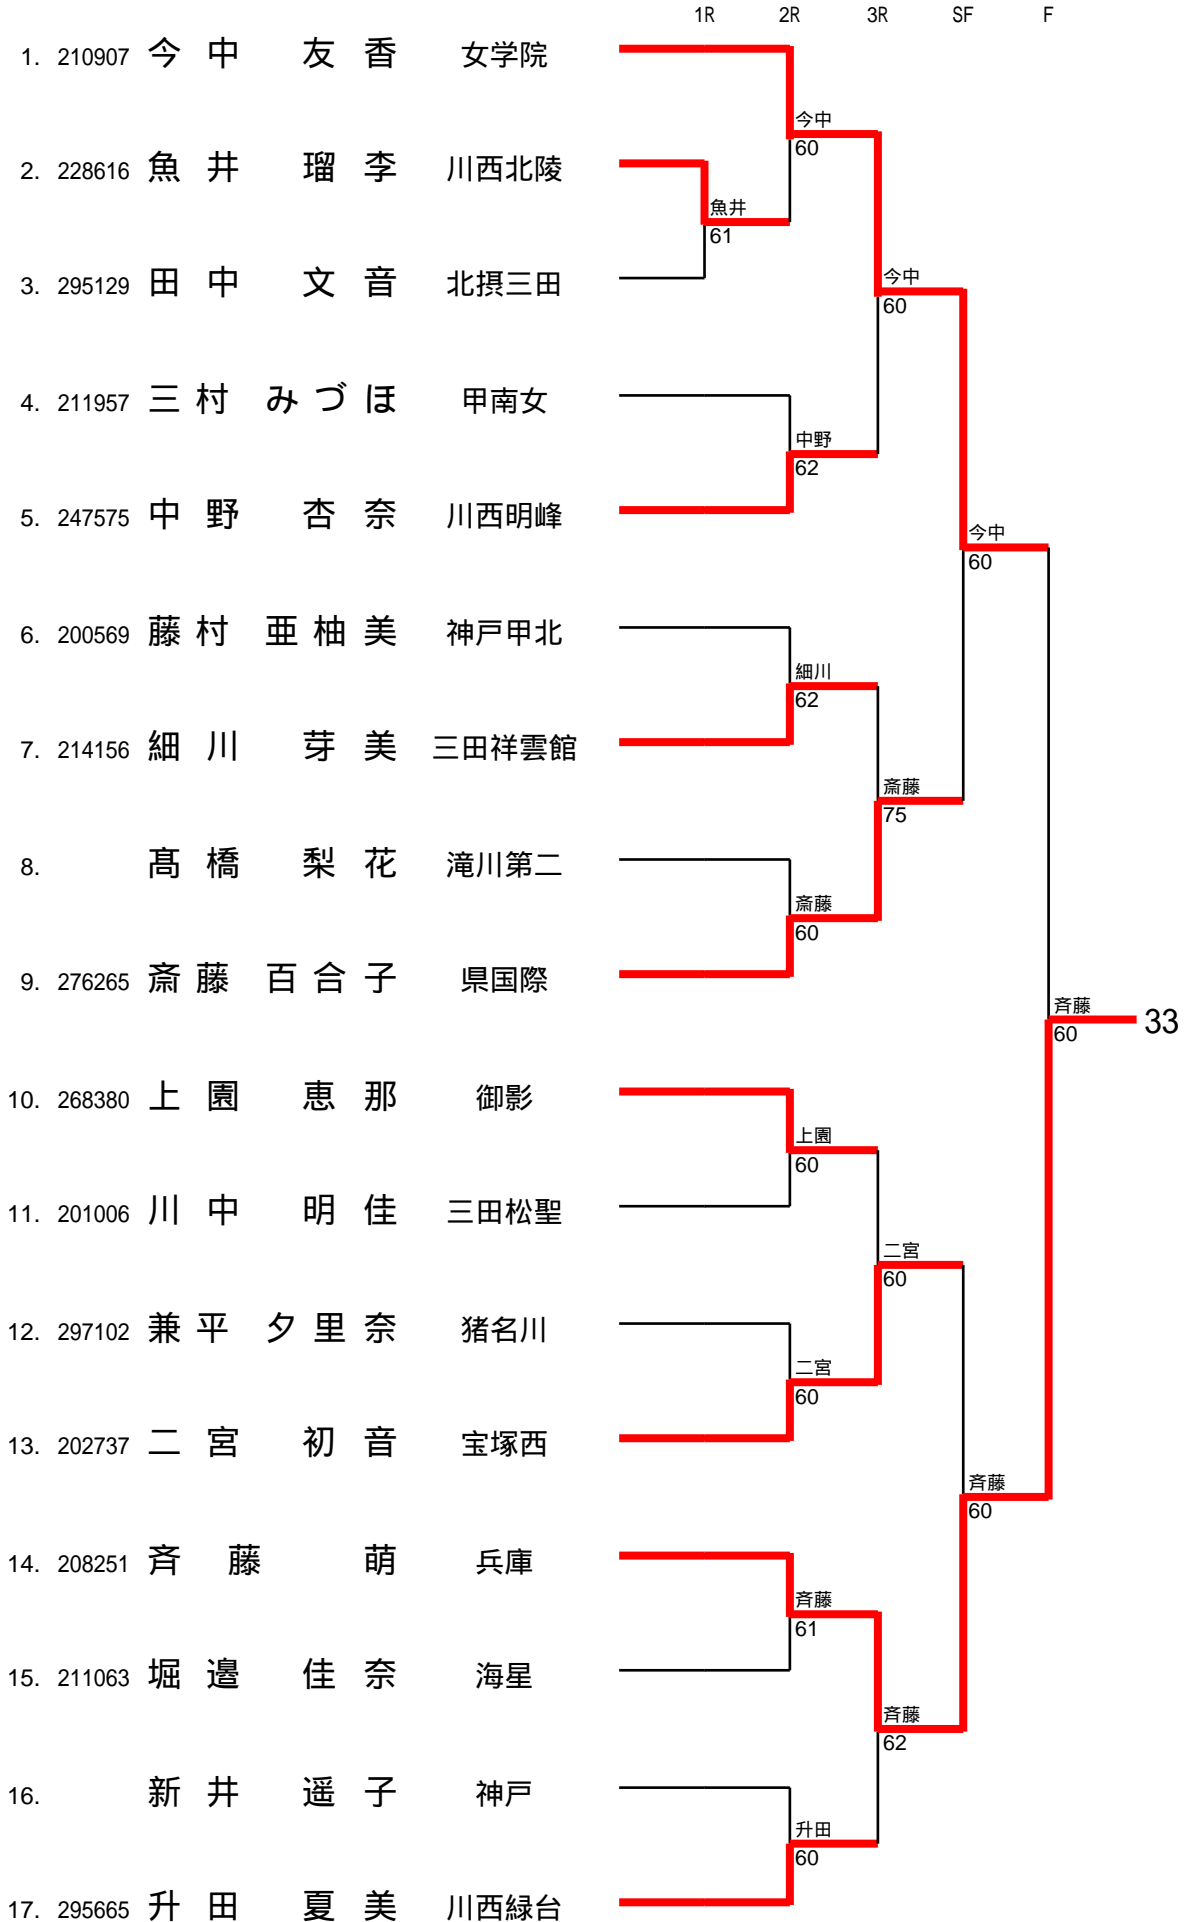 1R 2R 3R SF F
1. 210907 今中 友香 女学院
今中
60
2. 228616 魚井 瑠李 川西北陵
魚井
61
3. 295129 田中 文音 北摂三田
今中
60
4. 211957 三村 みづほ 甲南女
中野
62
5. 247575 中野 杏奈 川西明峰
今中
60
6. 200569 藤村 亜柚美 神戸甲北
細川
62
7. 214156 細川 芽美 三田祥雲館
斎藤
75
8. 髙橋 梨花 滝川第二
斎藤
60
9. 276265 斎藤 百合子 県国際
斉藤
60
33
10. 268380 上園 恵那 御影
上園
60
11. 201006 川中 明佳 三田松聖
二宮
60
12. 297102 兼平 夕里奈 猪名川
二宮
60
13. 202737 二宮 初音 宝塚西
斉藤
60
14. 208251 斉藤 萌 兵庫
斉藤
61
15. 211063 堀邉 佳奈 海星
斉藤
62
16. 新井 遥子 神戸
升田
60
17. 295665 升田 夏美 川西緑台